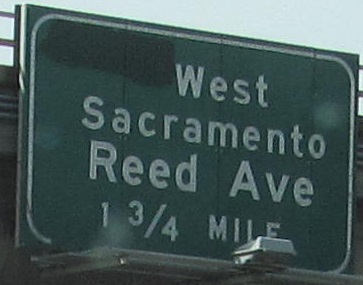 West
Sacramento
Reed Ave
1 3/4 MILE